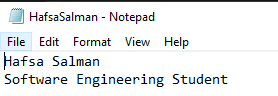 HafsaSalman - Notepad
File Edit Format View Help
Hafsa Salman
Software Engineering Student